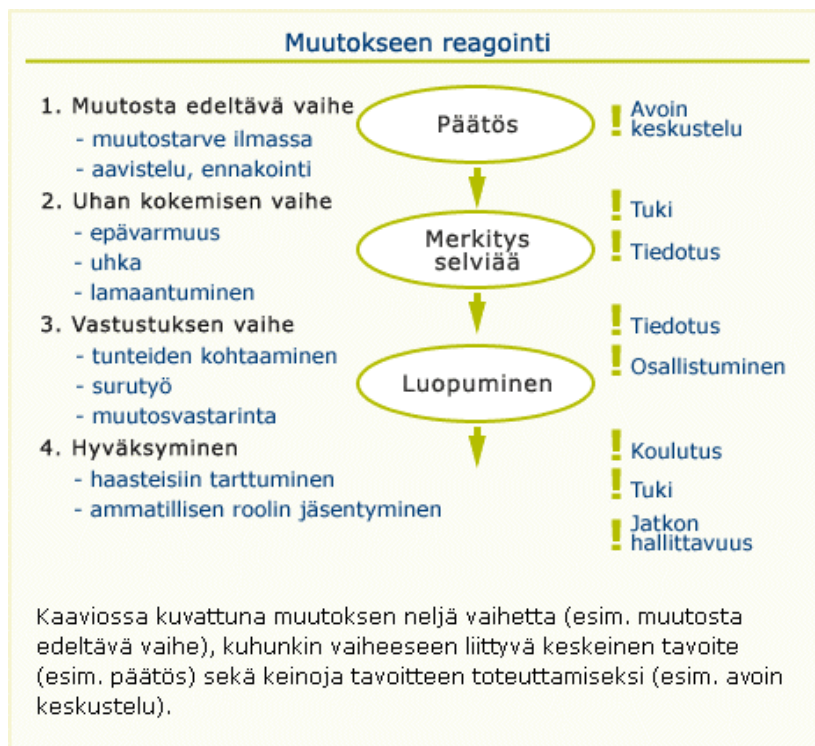 Muutokseen reagointi
1. Muutosta edeltävä vaihe
- muutostarve ilmassa
- aavistelu, ennakointi
2. Uhan kokemisen vaihe
- epävarmuus
- uhka
- lamaantuminen
3. Vastustuksen vaihe
- tunteiden kohtaaminen
- surutyö
- muutosvastarinta
4. Hyväksyminen
- haasteisiin tarttuminen
- ammatillisen roolin jäsentyminen
Päätös
Merkitys
selviää
Luopuminen
! Avoin
keskustelu
! Tuki
! Tiedotus
! Tiedotus
! Osallistuminen
! Koulutus
! Tuki
! Jatkon
hallittavuus
Kaaviossa kuvattuna muutoksen neljä vaihetta (esim. muutosta
edeltävä vaihe), kuhunkin vaiheeseen liittyvä keskeinen tavoite
(esim. päätös) sekä keinoja tavoitteen toteuttamiseksi (esim. avoin
keskustelu).